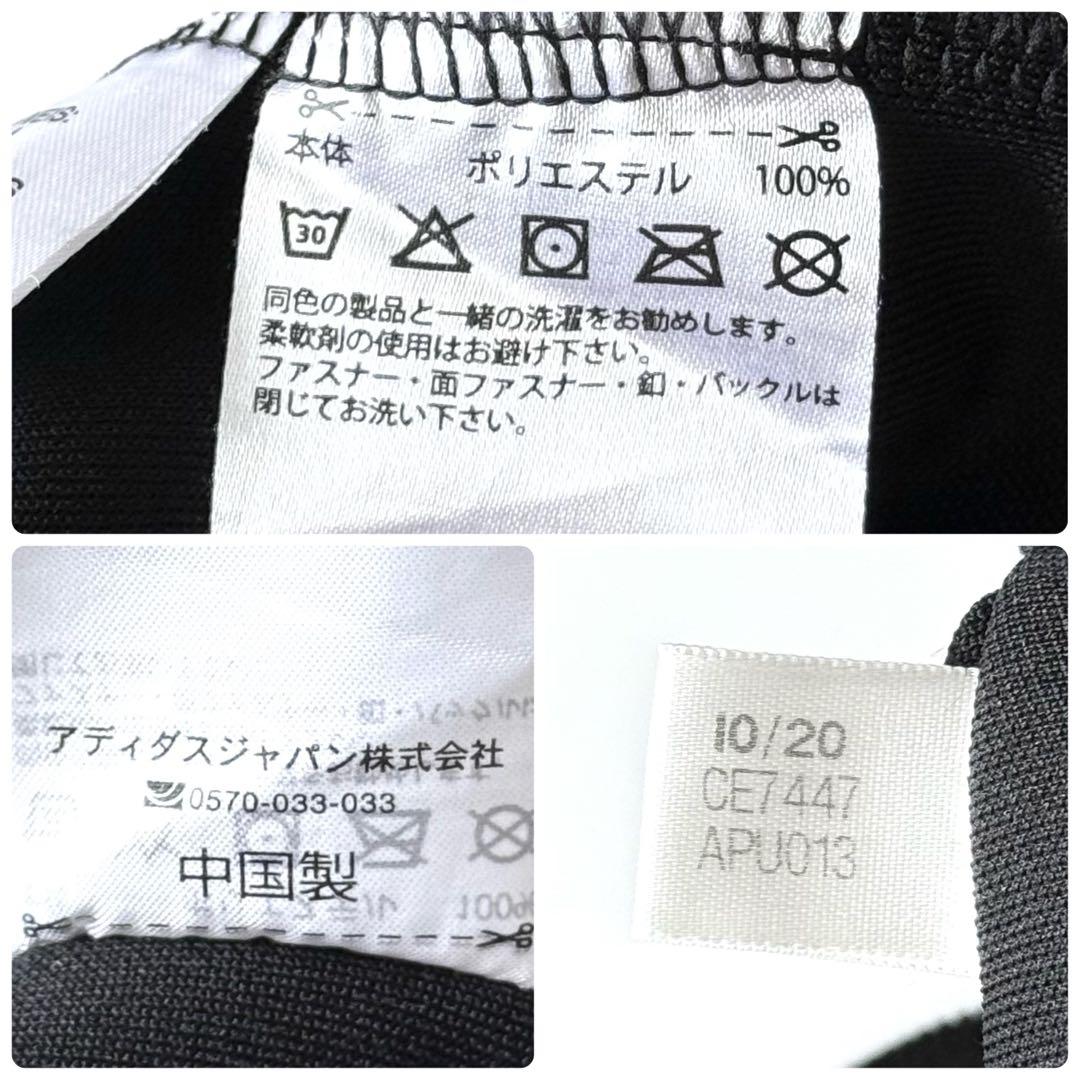 本体 ポリエステル 100%
30
同色の製品と一緒の洗濯をお勧めします。
柔軟剤の使用はお避け下さい。
ファスナー・面ファスナー・釦・バックルは
閉じてお洗い下さい。
アディダスジャパン株式会社
0570-033-033
中国製
10/20
CE7447
APU013